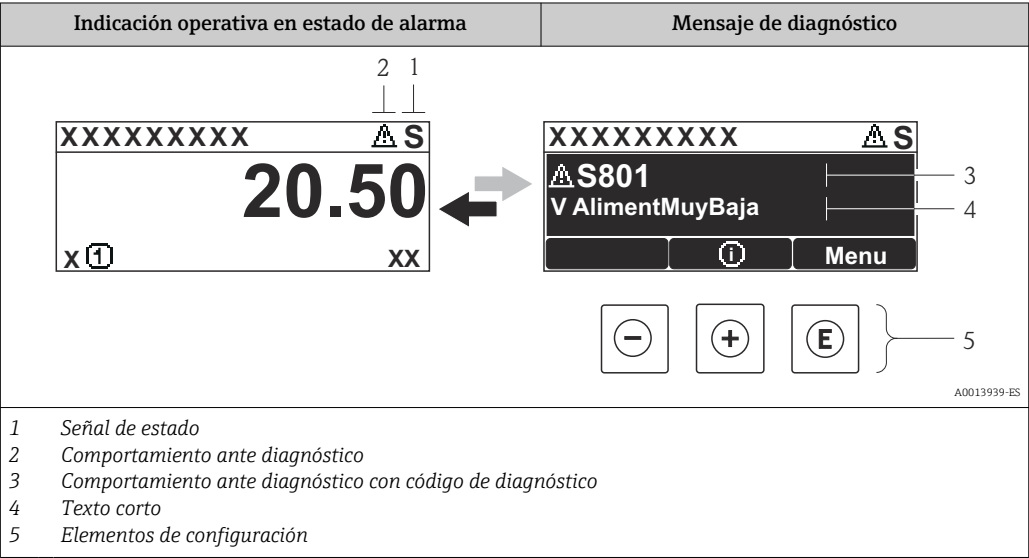 Indicación operativa en estado de alarma
Mensaje de diagnóstico
2 1
XXXXXXXXX S
20.50
x 1 XX
XXXXXXXXX S
S801
V AlimentMuyBaja
i Menu
3
4
− + E
5
A0013939-ES
1 Señal de estado
2 Comportamiento ante diagnóstico
3 Comportamiento ante diagnóstico con código de diagnóstico
4 Texto corto
5 Elementos de configuración